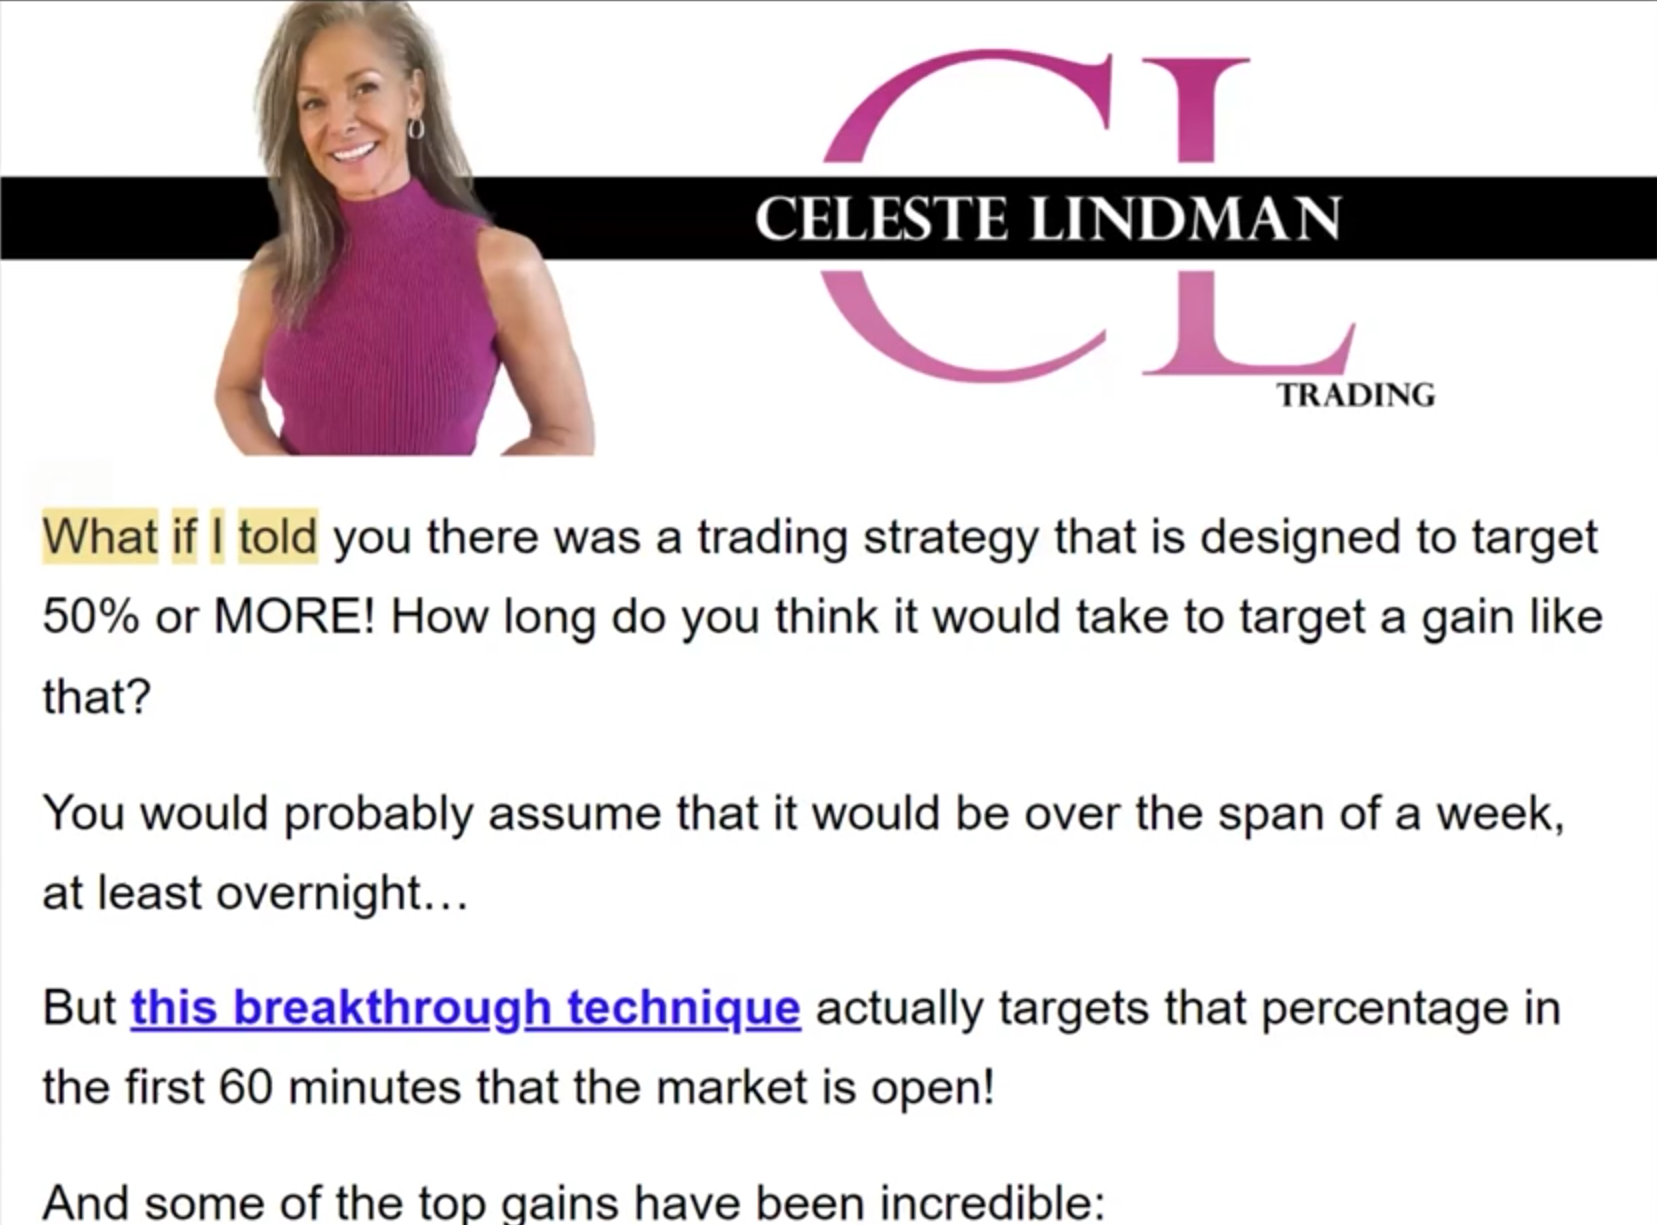 CL
CELESTE LINDMAN
TRADING
What if I told you there was a trading strategy that is designed to target
50% or MORE! How long do you think it would take to target a gain like
that?
You would probably assume that it would be over the span of a week,
at least overnight…
But this breakthrough technique actually targets that percentage in
the first 60 minutes that the market is open!
And some of the top gains have been incredible: